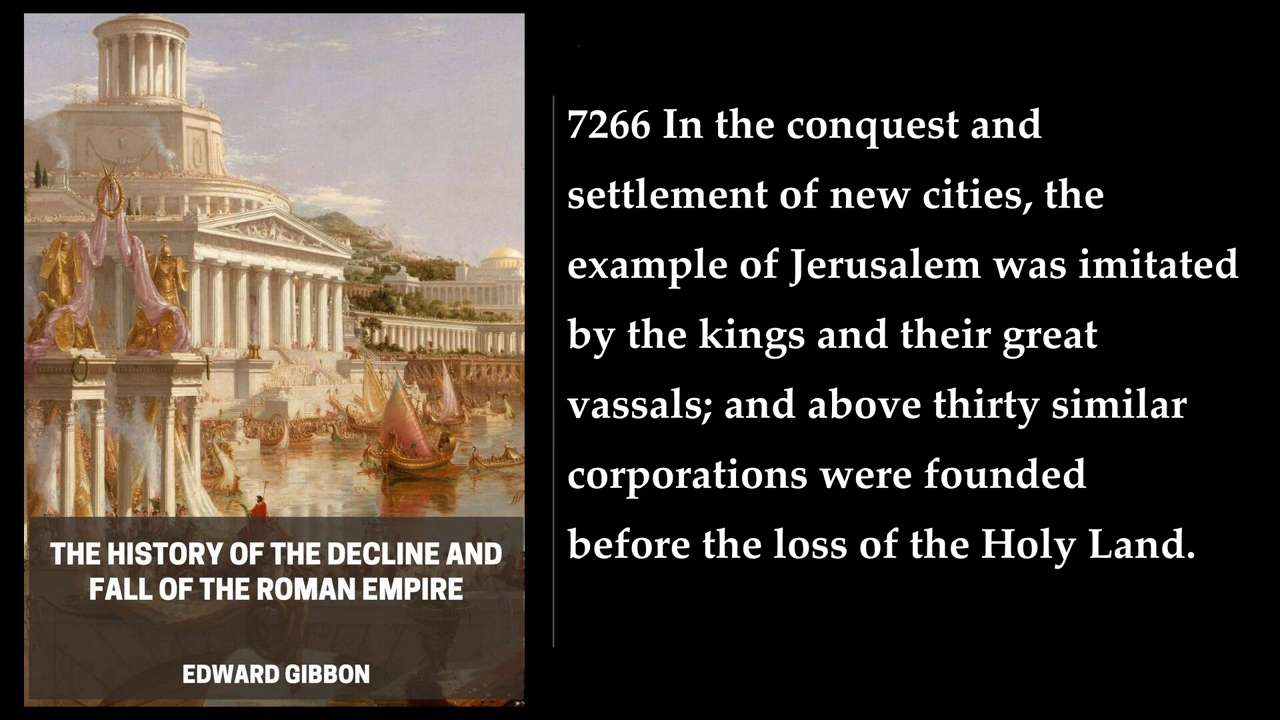 THE HISTORY OF THE DECLINE AND
FALL OF THE ROMAN EMPIRE
EDWARD GIBBON
7266 In the conquest and
settlement of new cities, the
example of Jerusalem was imitated
by the kings and their great
vassals; and above thirty similar
corporations were founded
before the loss of the Holy Land.